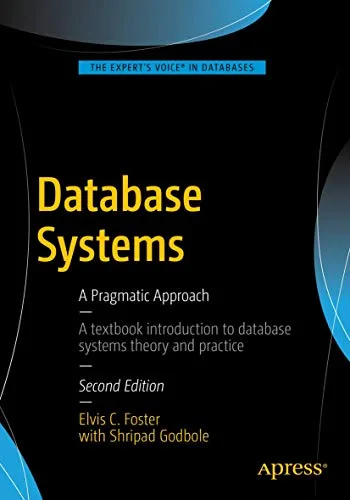 THE EXPERT'S VOICE® IN DATABASES
Database
Systems
A Pragmatic Approach
—
A textbook introduction to database
systems theory and practice
—
Second Edition
—
Elvis C. Foster
with Shripad Godbole
Apress®